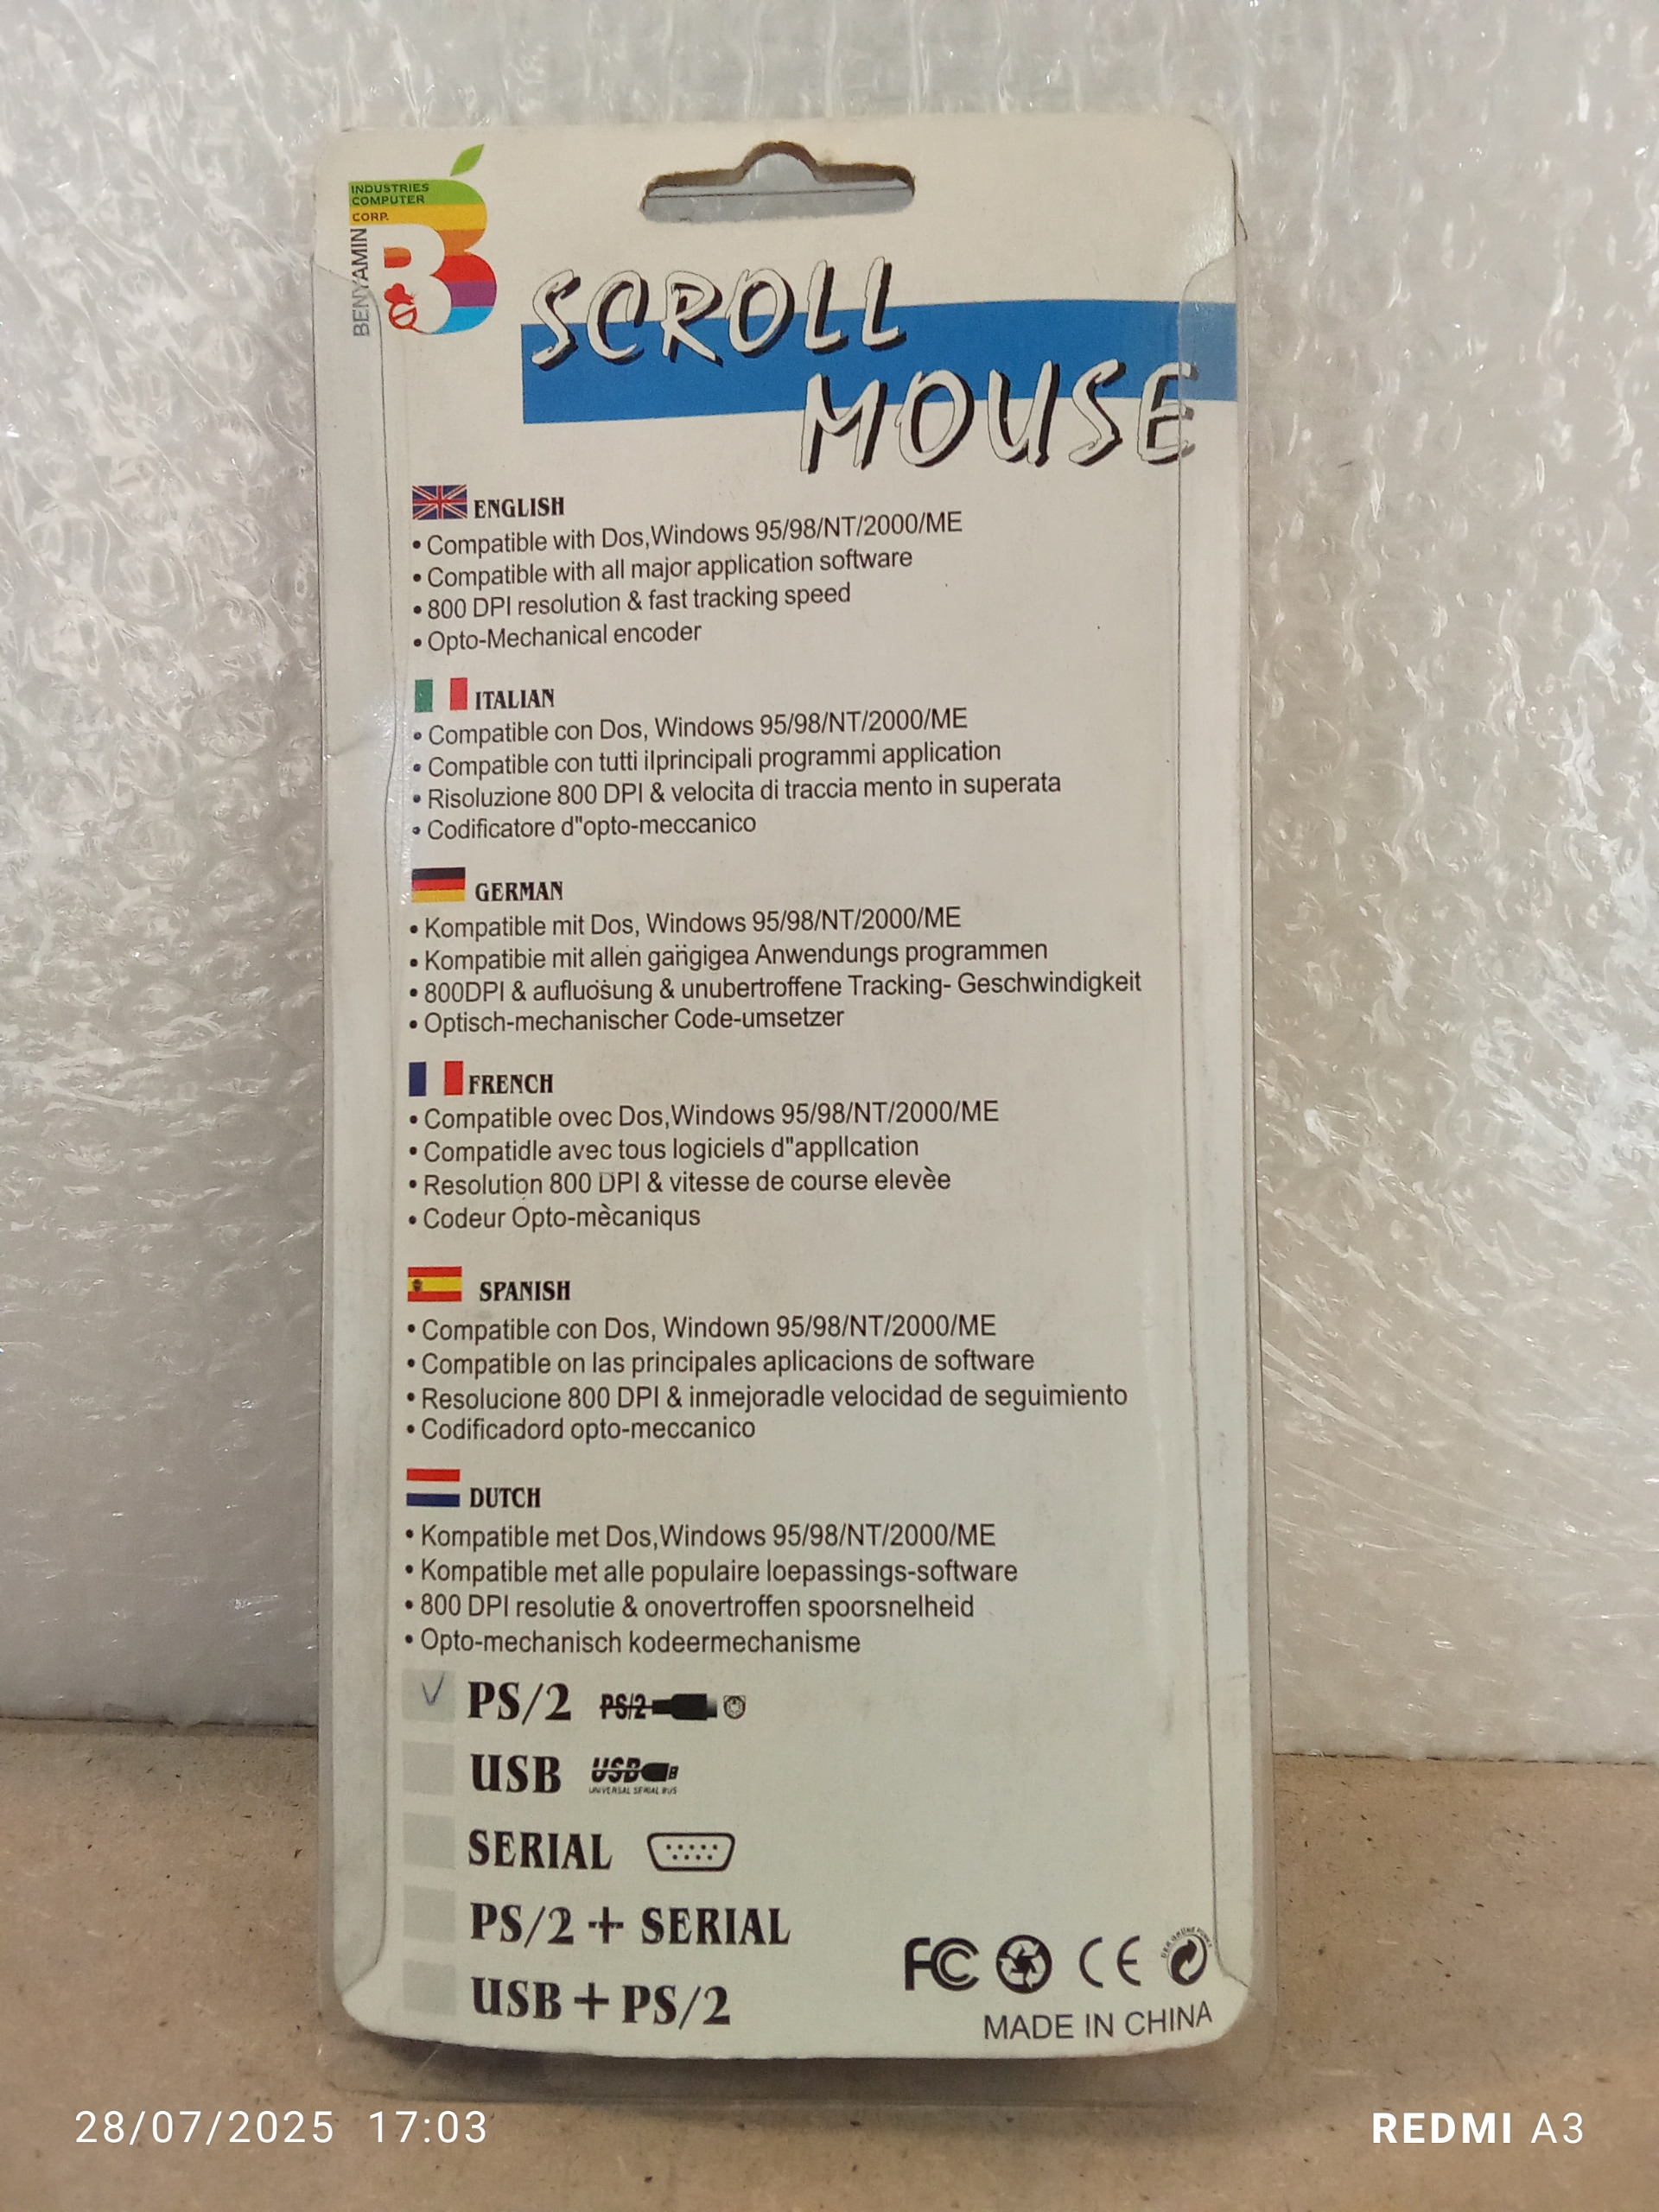 INDUSTRIES
COMPUTER
CORP.
BENYAMIN
SCROLL
MOUSE
ENGLISH
• Compatible with Dos,Windows 95/98/NT/2000/ME
• Compatible with all major application software
• 800 DPI resolution & fast tracking speed
• Opto-Mechanical encoder
ITALIAN
• Compatible con Dos, Windows 95/98/NT/2000/ME
• Compatible con tutti ilprincipali programmi application
• Risoluzione 800 DPI & velocita di traccia mento in superata
• Codificatore d"opto-meccanico
GERMAN
• Kompatible mit Dos, Windows 95/98/NT/2000/ME
• Kompatibie mit allen gan̈gigea Anwendungs programmen
• 800DPI & aufluos̈ung & unubertroffene Tracking- Geschwindigkeit
• Optisch-mechanischer Code-umsetzer
FRENCH
• Compatible ovec Dos,Windows 95/98/NT/2000/ME
• Compatidle avec tous logiciels d"appllcation
• Resolution 800 DPI & vitesse de course elevèe
• Codeur Opto-mècaniqus
SPANISH
• Compatible con Dos, Windown 95/98/NT/2000/ME
• Compatible on las principales aplicacions de software
• Resolucione 800 DPI & inmejoradle velocidad de seguimiento
• Codificadord opto-meccanico
DUTCH
• Kompatible met Dos,Windows 95/98/NT/2000/ME
• Kompatible met alle populaire loepassings-software
• 800 DPI resolutie & onovertroffen spoorsnelheid
• Opto-mechanisch kodeermechanisme
PS/2 PS/2
USB USB
UNIVERSAL SERIAL BUS
SERIAL
PS/2 + SERIAL
USB + PS/2
FC CE DER GRÜNE PUNKT
MADE IN CHINA
28/07/2025 17:03
REDMI A3